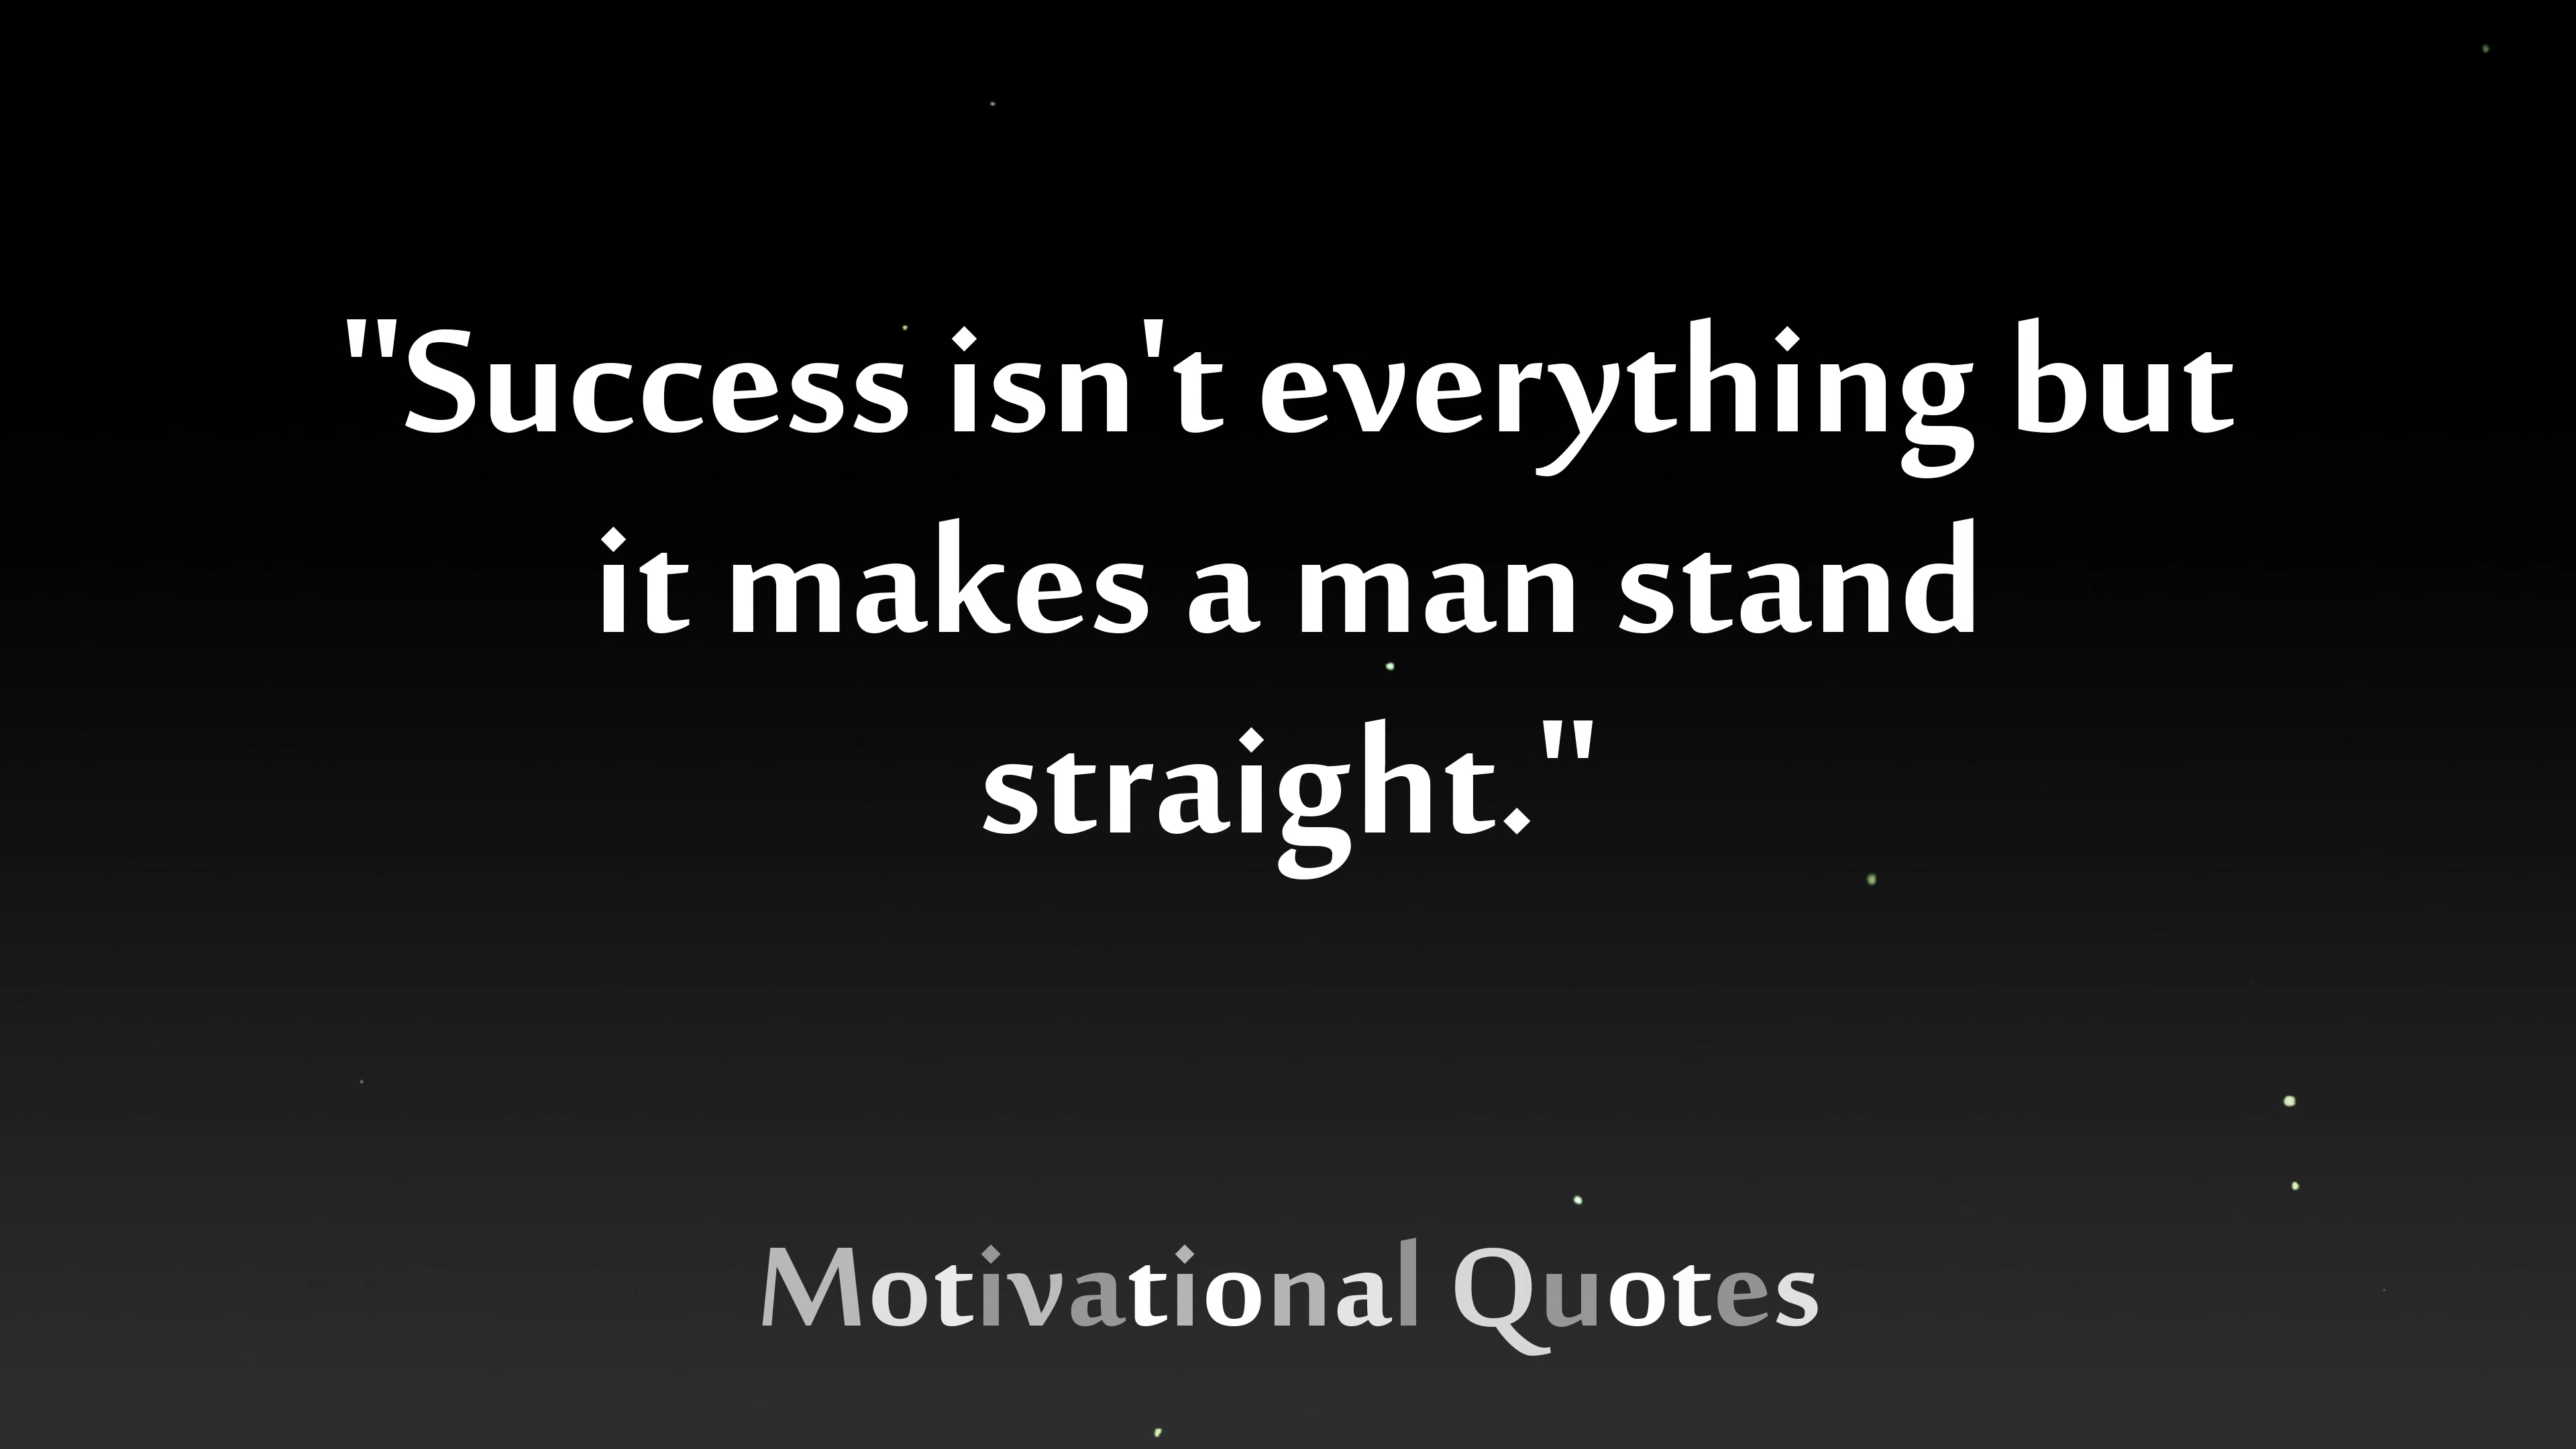 "Success isn't everything but
it makes a man stand
straight."
Motivational Quotes